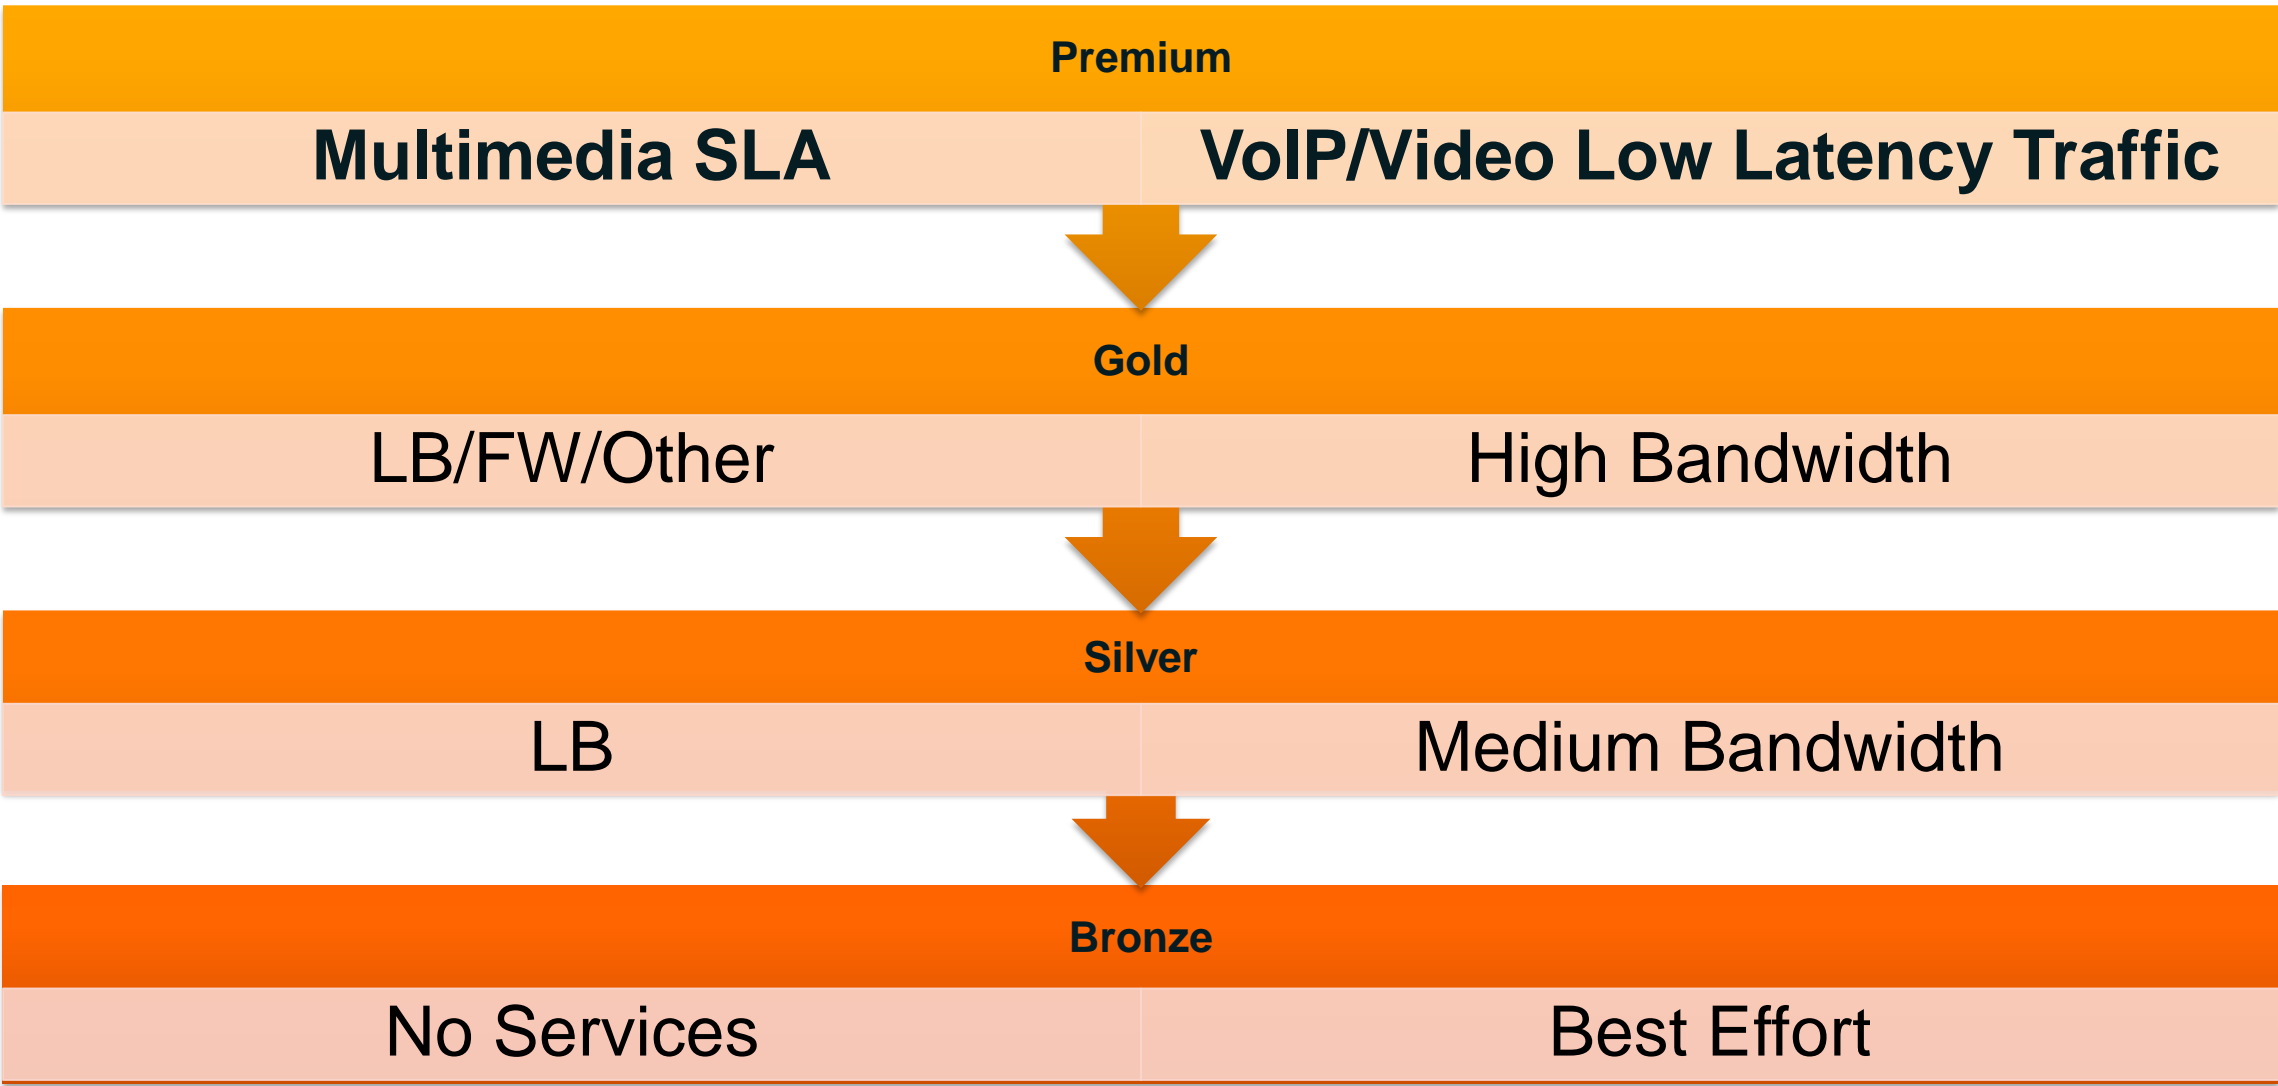 Premium
Multimedia SLA
VoIP/Video Low Latency Traffic
Gold
LB/FW/Other
High Bandwidth
Silver
LB
Medium Bandwidth
Bronze
No Services
Best Effort